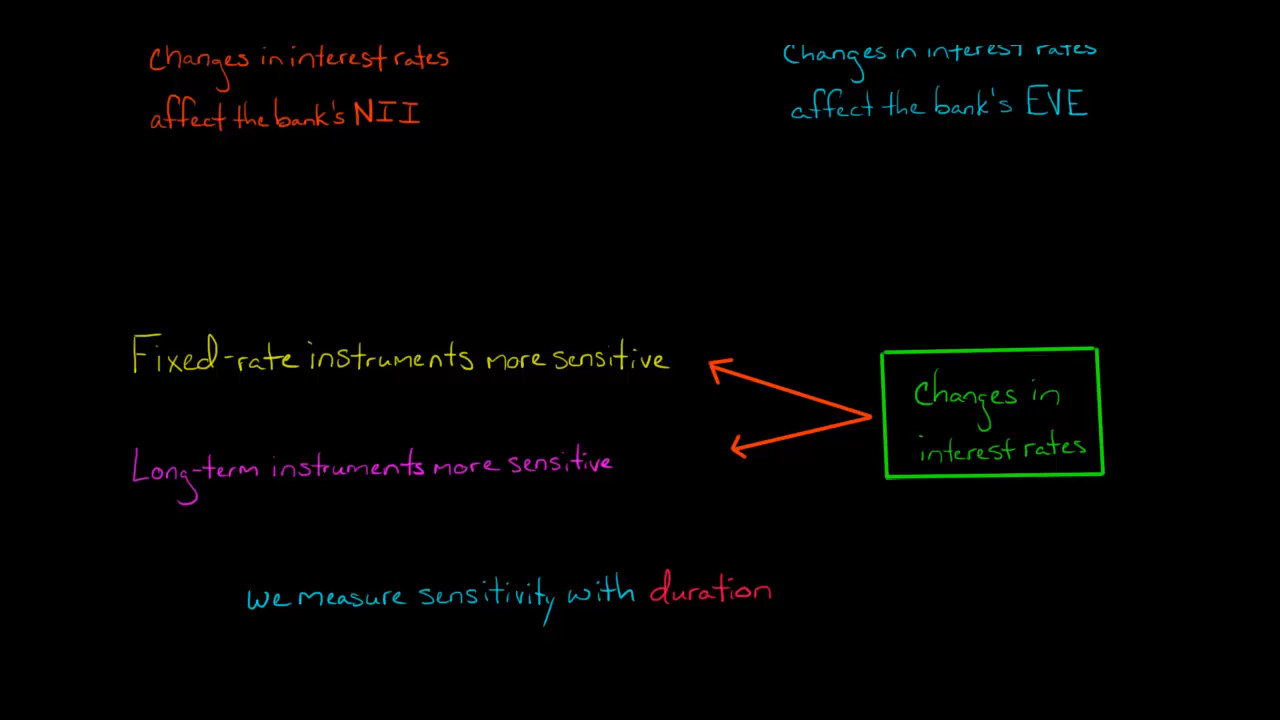 Changes in interest rates
affect the bank's NII
Changes in interest rates
affect the bank's EVE
Fixed-rate instruments more sensitive
Long-term instruments more sensitive
Changes in
interest rates
we measure sensitivity with duration